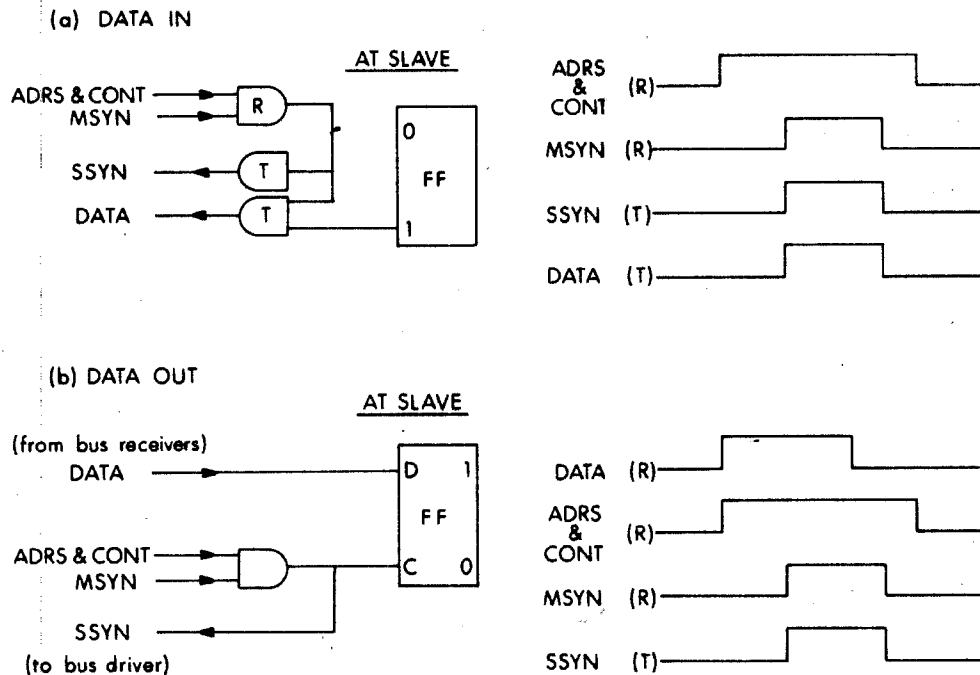 (a) DATA IN
AT SLAVE
ADRS & CONT
MSYN
R
SSYN
T
DATA
T
0
FF
1
ADRS
&
CONT
(R)
MSYN (R)
SSYN (T)
DATA (T)
(b) DATA OUT
AT SLAVE
(from bus receivers)
DATA
D 1
FF
C 0
ADRS & CONT
MSYN
SSYN
(to bus driver)
DATA (R)
ADRS
&
CONT
(R)
MSYN (R)
SSYN (T)